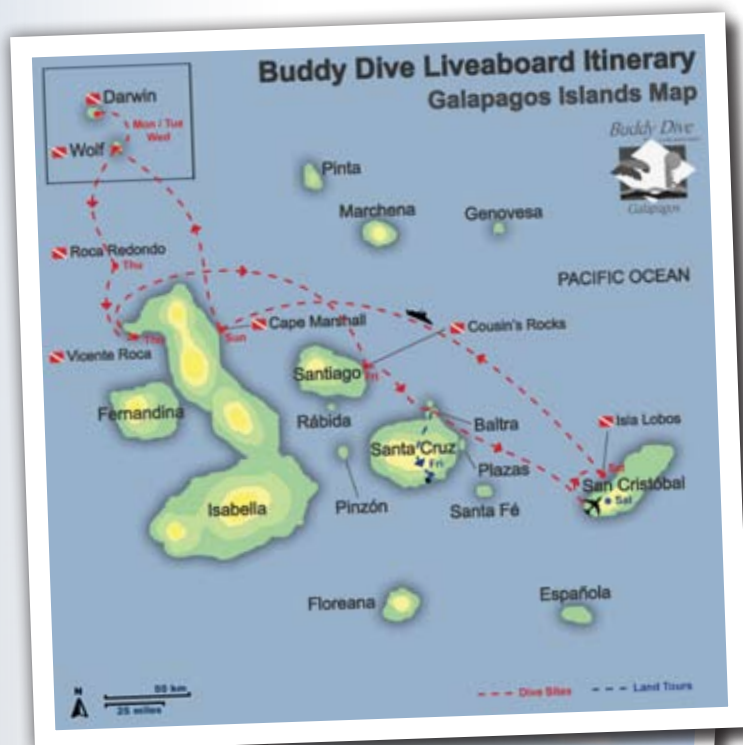 Buddy Dive Liveaboard Itinerary
Galapagos Islands Map
Darwin
Mon / Tue
Wed
Wolf
Buddy Dive
Galapagos
Pinta
Marchena
Genovesa
Roca Redondo
Thu
PACIFIC OCEAN
Cape Marshall
Sun
Cousin's Rocks
Thu
Vicente Roca
Santiago
Fri
Fernandina
Rábida
Baltra
Isla Lobos
Santa Cruz
Fri
Plazas
Sat
San Cristóbal
Sat
Isabella
Pinzón
Santa Fé
Floreana
Española
N
50 km
25 miles
Dive Sites
Land Tours